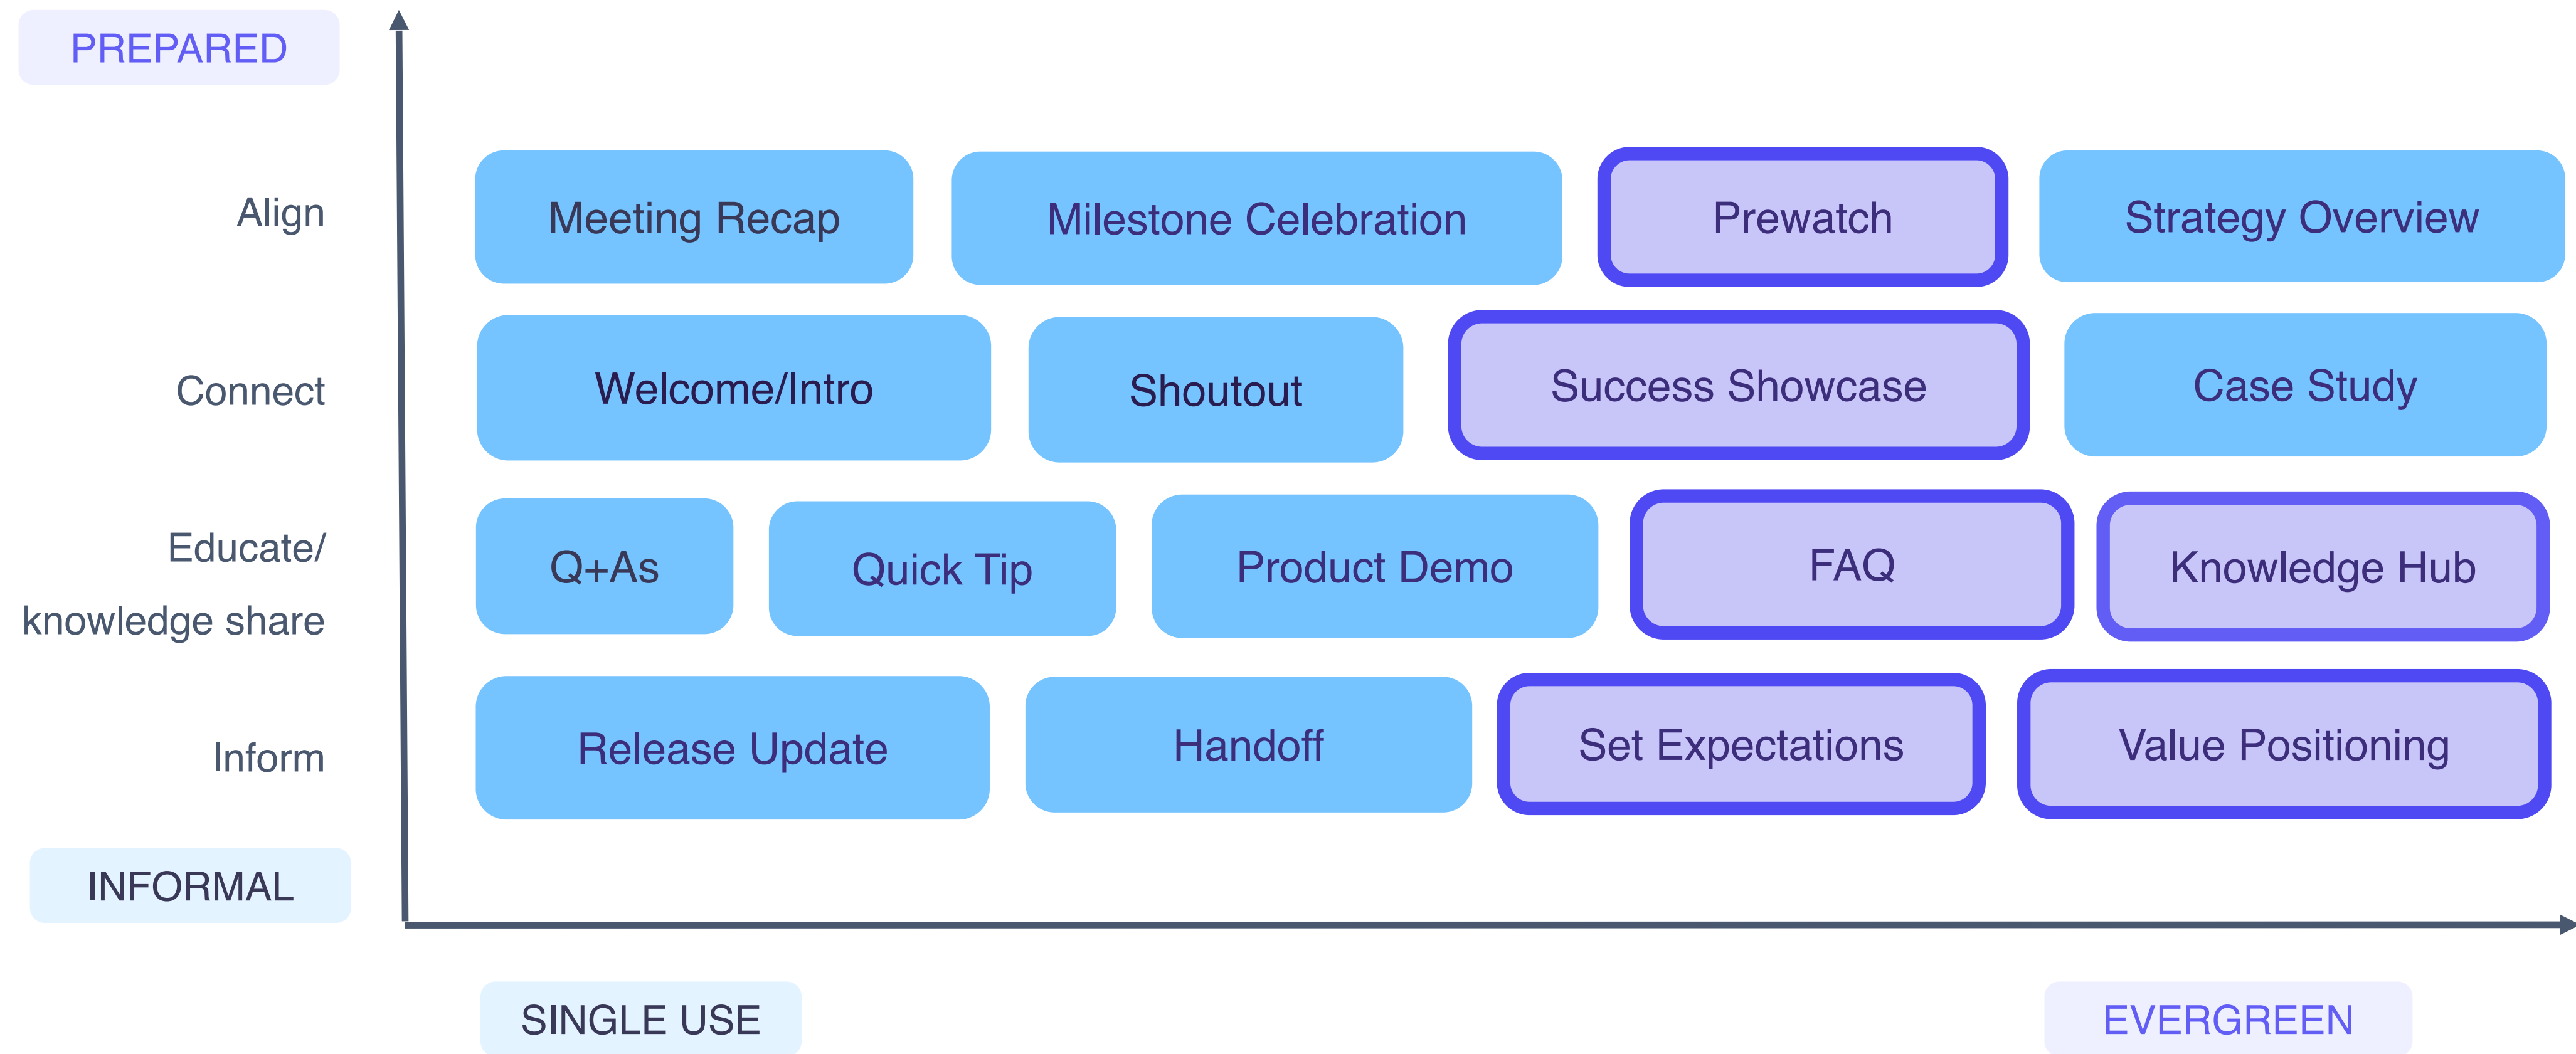 PREPARED
Align
Meeting Recap
Milestone Celebration
Prewatch
Strategy Overview
Connect
Welcome/Intro
Shoutout
Success Showcase
Case Study
Educate/
knowledge share
Q+As
Quick Tip
Product Demo
FAQ
Knowledge Hub
Inform
Release Update
Handoff
Set Expectations
Value Positioning
INFORMAL
SINGLE USE
EVERGREEN